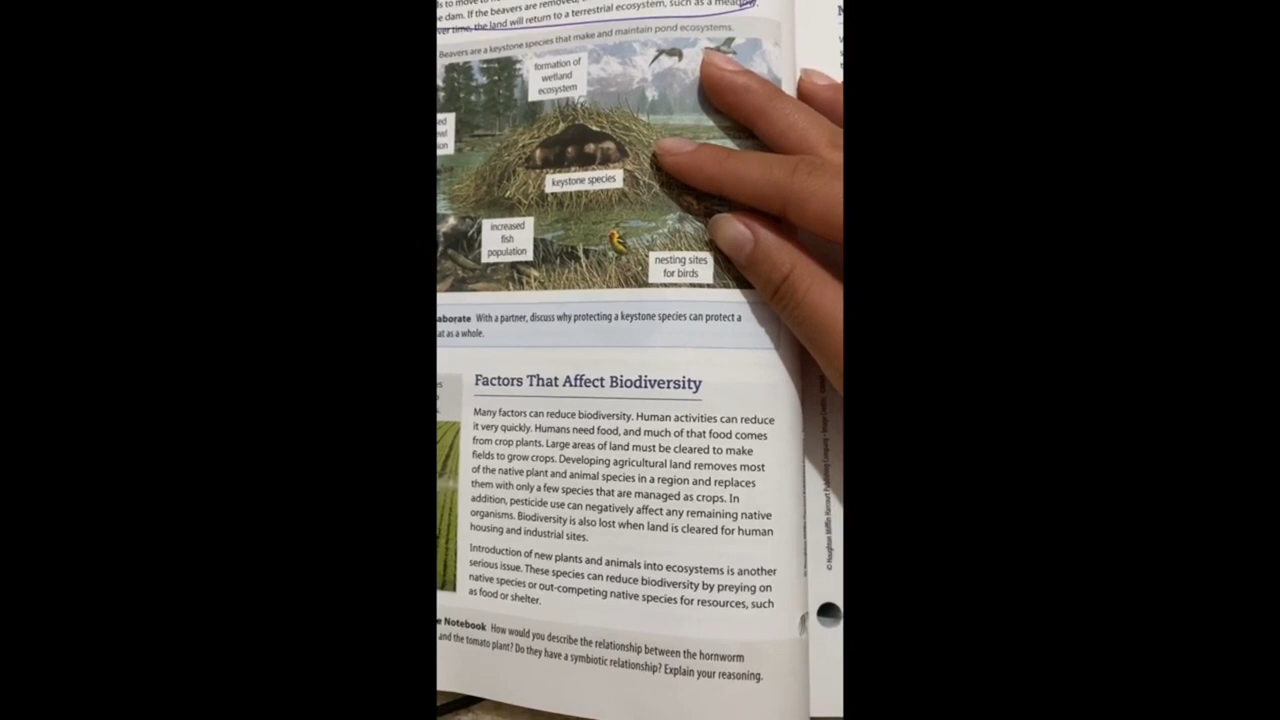 ls to move to
e dam. If the beavers are removed,
ver time, the land will return to a terrestrial ecosystem, such as a meadow.
Beavers are a keystone species that make and maintain pond ecosystems.
formation of
wetland
ecosystem
keystone species
increased
fish
population
nesting sites
for birds
aborate With a partner, discuss why protecting a keystone species can protect a
at as a whole.
Factors That Affect Biodiversity
Many factors can reduce biodiversity. Human activities can reduce
it very quickly. Humans need food, and much of that food comes
from crop plants. Large areas of land must be cleared to make
fields to grow crops. Developing agricultural land removes most
of the native plant and animal species in a region and replaces
them with only a few species that are managed as crops. In
addition, pesticide use can negatively affect any remaining native
organisms. Biodiversity is also lost when land is cleared for human
housing and industrial sites.
Introduction of new plants and animals into ecosystems is another
serious issue. These species can reduce biodiversity by preying on
native species or out-competing native species for resources, such
as food or shelter.
e Notebook How would you describe the relationship between the hornworm
and the tomato plant? Do they have a symbiotic relationship? Explain your reasoning.
© Houghton Mifflin Harcourt Publishing Company